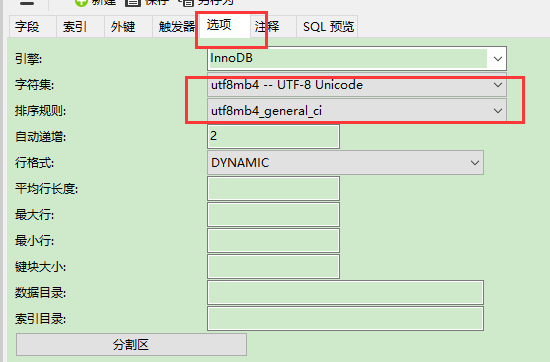 新建 保存 另存为
字段 索引 外键 触发器 选项 注释 SQL 预览
引擎: InnoDB
字符集: utf8mb4 -- UTF-8 Unicode
排序规则: utf8mb4_general_ci
自动递增: 2
行格式: DYNAMIC
平均行长度:
最大行:
最小行:
键块大小:
数据目录:
索引目录:
分割区